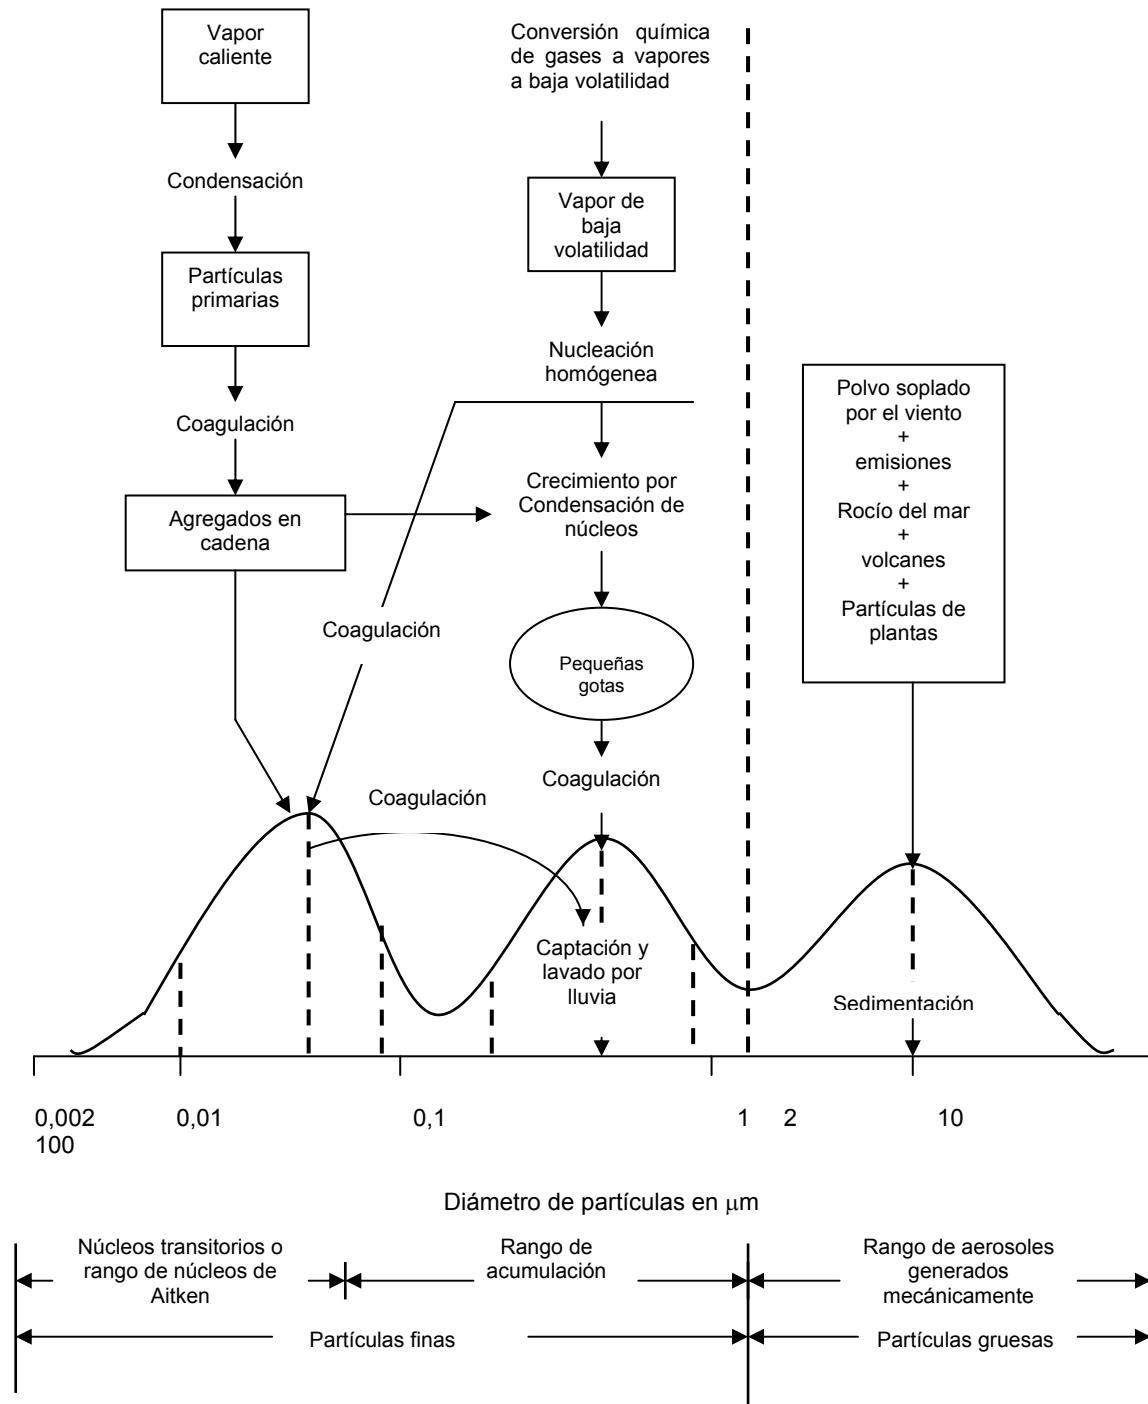 Vapor
caliente
Condensación
Partículas
primarias
Coagulación
Agregados en
cadena
Conversión química
de gases a vapores
a baja volatilidad
Vapor de
baja
volatilidad
Nucleación
homógenea
Crecimiento por
Condensación de
núcleos
Coagulación
Pequeñas
gotas
Coagulación
Coagulación
Captación y
lavado por
lluvia
Polvo soplado
por el viento
+
emisiones
+
Rocío del mar
+
volcanes
+
Partículas de
plantas
Sedimentación
0,002 0,01 0,1 1 2 10
100
Diámetro de partículas en μm
Núcleos transitorios o
rango de núcleos de
Aitken
Rango de
acumulación
Rango de aerosoles
generados
mecánicamente
Partículas finas
Partículas gruesas